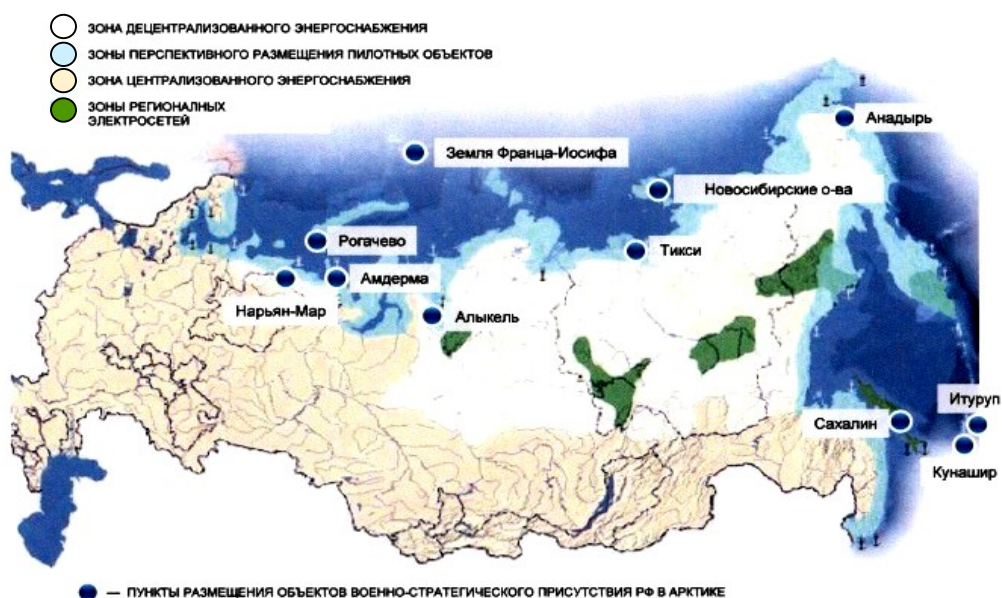 ЗОНА ДЕЦЕНТРАЛИЗОВАННОГО ЭНЕРГОСНАБЖЕНИЯ
ЗОНЫ ПЕРСПЕКТИВНОГО РАЗМЕЩЕНИЯ ПИЛОТНЫХ ОБЪЕКТОВ
ЗОНА ЦЕНТРАЛИЗОВАННОГО ЭНЕРГОСНАБЖЕНИЯ
ЗОНЫ РЕГИОНАЛНЫХ
ЭЛЕКТРОСЕТЕЙ
Анадырь
Земля Франца-Иосифа
Новосибирские о-ва
Рогачево
Тикси
Амдерма
Нарьян-Мар
Алыкель
Итуруп
Сахалин
Кунашир
— ПУНКТЫ РАЗМЕЩЕНИЯ ОБЪЕКТОВ ВОЕННО-СТРАТЕГИЧЕСКОГО ПРИСУТСТВИЯ РФ В АРКТИКЕ